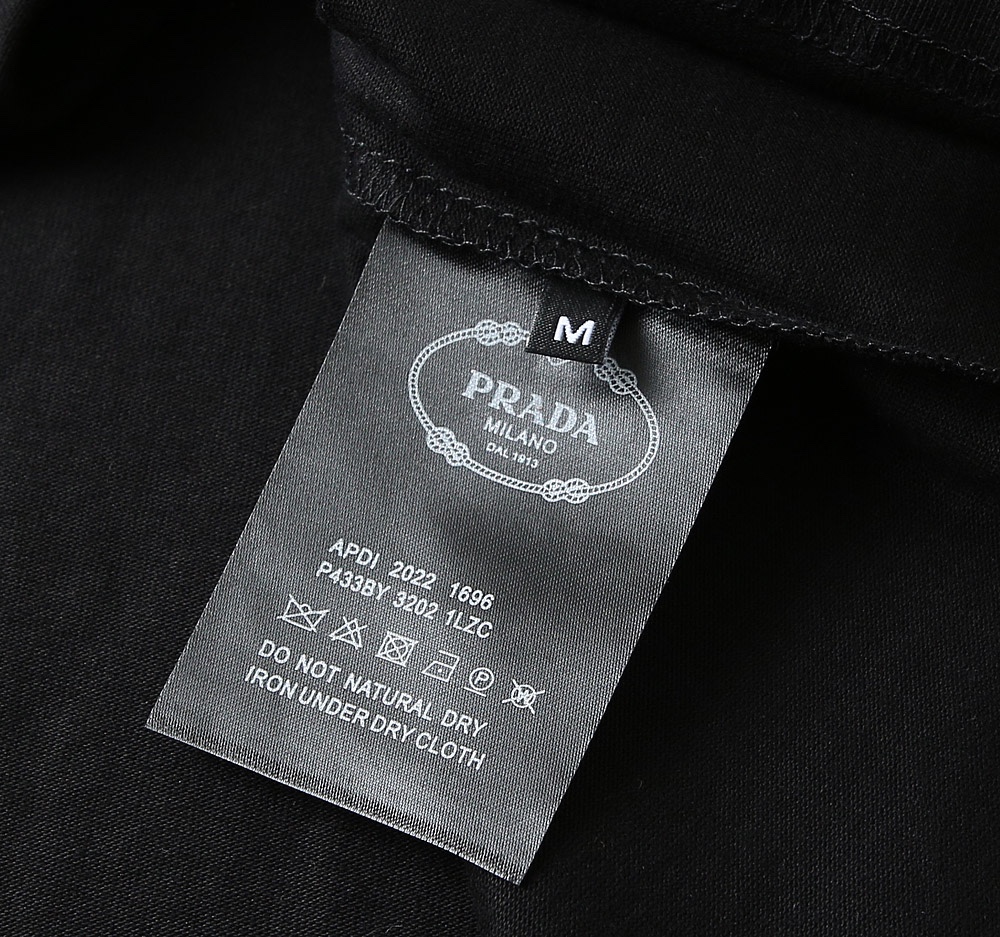 M
PRADA
MILANO
DAL 1913
APDI 2022 1696
P433BY 3202 1LZC
P
W
DO NOT NATURAL DRY
IRON UNDER DRY CLOTH